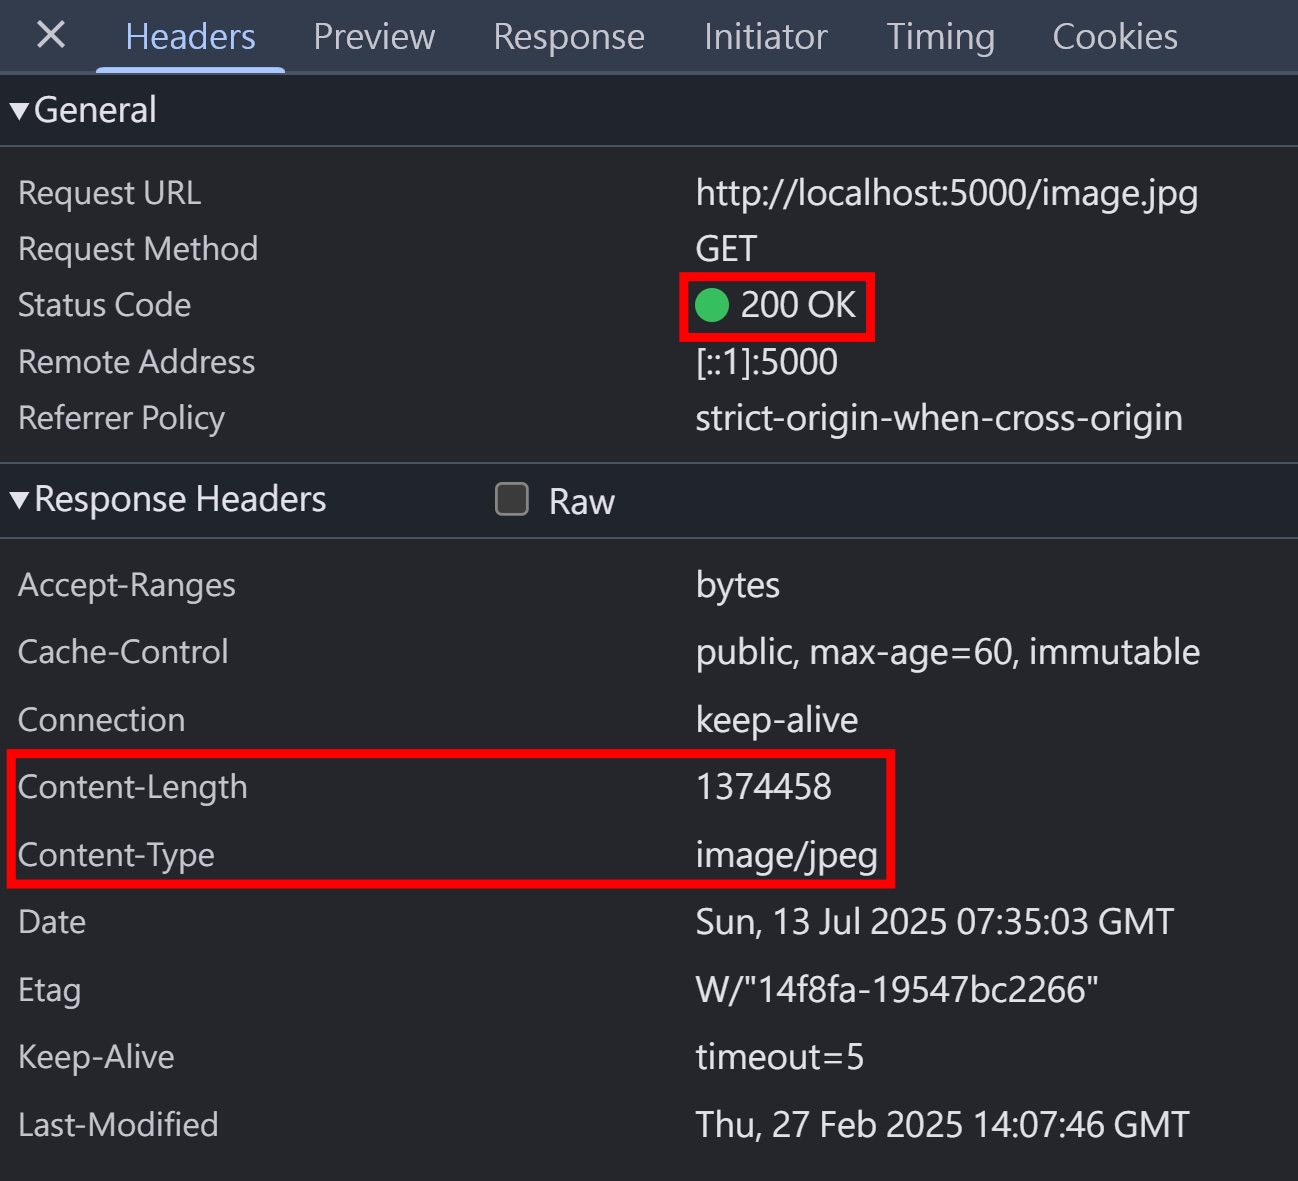 Headers Preview Response Initiator Timing Cookies
General
Request URL http://localhost:5000/image.jpg
Request Method GET
Status Code 200 OK
Remote Address [::1]:5000
Referrer Policy strict-origin-when-cross-origin
Response Headers Raw
Accept-Ranges bytes
Cache-Control public, max-age=60, immutable
Connection keep-alive
Content-Length 1374458
Content-Type image/jpeg
Date Sun, 13 Jul 2025 07:35:03 GMT
Etag W/"14f8fa-19547bc2266"
Keep-Alive timeout=5
Last-Modified Thu, 27 Feb 2025 14:07:46 GMT